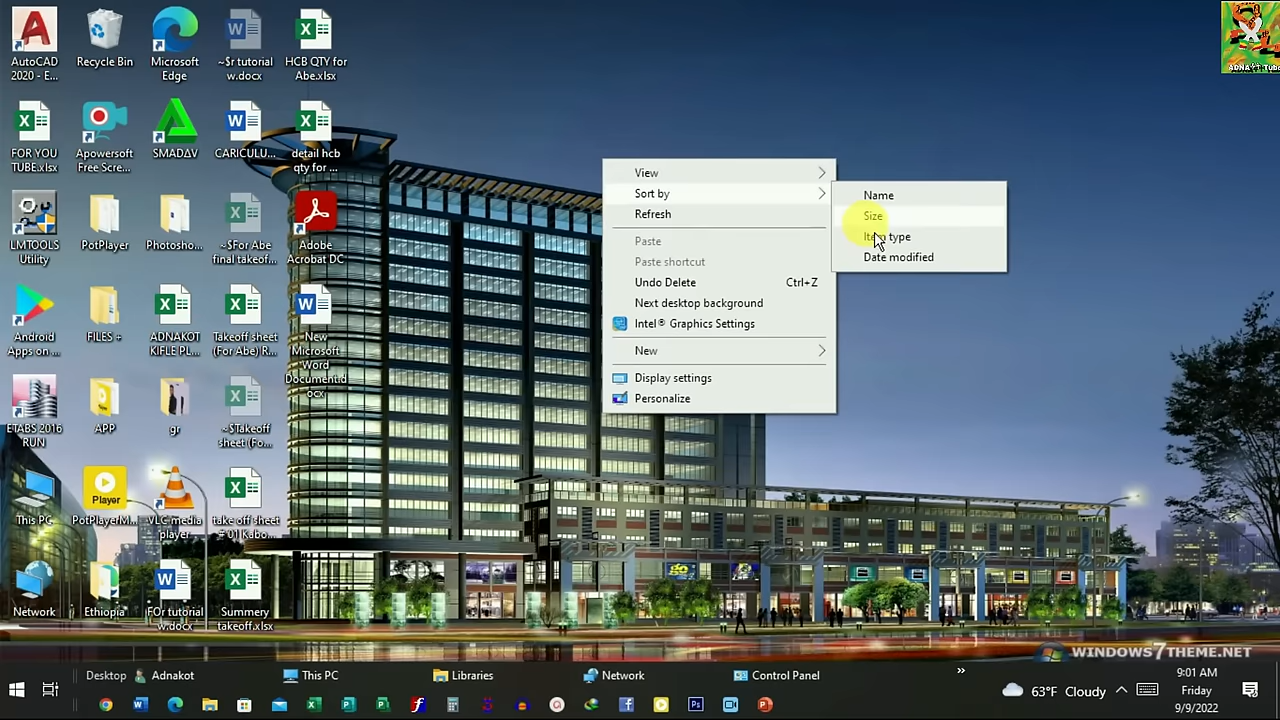 AutoCAD
2020 - E...
Recycle Bin
Microsoft
Edge
~$r tutorial
w.docx
HCB QTY for
Abe.xlsx
FOR YOU
TUBE.xlsx
Apowersoft
Free Scre...
SMADAV
CARICULU...
detail hcb
qty for ...
LMTOOLS
Utility
PotPlayer
Photosho...
~$For Abe
final takeof...
Adobe
Acrobat DC
Android
Apps on ...
FILES +
ADNAKOT
KIFLE PL...
Takeoff sheet
(For Abe) R...
New
Microsoft
Word
Document.d
ocx
ETABS 2016
RUN
APP
gr
~$Takeoff
sheet (Fo...
This PC
Player
PotPlayerM...
VLC media
player
take off sheet
# 01 Kabo...
Network
Ethiopia
FOr tutorial
w.docx
Summery
takeoff.xlsx
View
Sort by
Refresh
Paste
Paste shortcut
Undo Delete Ctrl+Z
Next desktop background
Intel® Graphics Settings
New
Display settings
Personalize
Name
Size
Item type
Date modified
ADNAKOT Tube
WINDOWS7THEME.NET
Desktop
Adnakot
This PC
Libraries
Network
Control Panel
»
63°F Cloudy
9:01 AM
Friday
9/9/2022